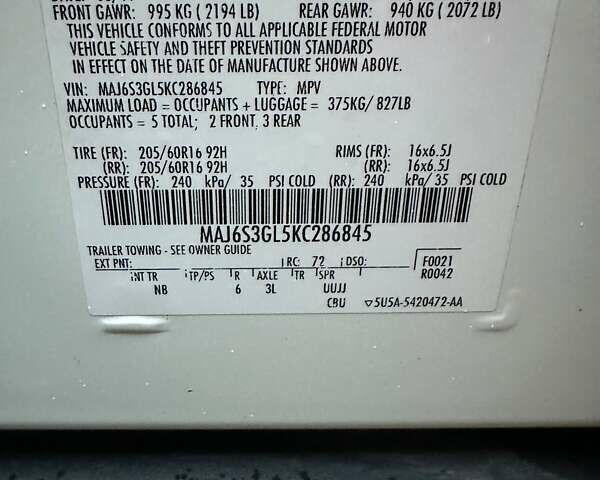 FRONT GAWR: 995 KG ( 2194 LB) REAR GAWR: 940 KG ( 2072 LB)
THIS VEHICLE CONFORMS TO ALL APPLICABLE FEDERAL MOTOR
VEHICLE SAFETY AND THEFT PREVENTION STANDARDS
IN EFFECT ON THE DATE OF MANUFACTURE SHOWN ABOVE.
VIN: MAJ6S3GL5KC286845 TYPE: MPV
MAXIMUM LOAD = OCCUPANTS + LUGGAGE = 375KG/ 827LB
OCCUPANTS = 5 TOTAL; 2 FRONT, 3 REAR
TIRE (FR): 205/60R16 92H RIMS (FR): 16x6.5J
(RR): 205/60R16 92H (RR): 16x6.5J
PRESSURE (FR): 240 kPa/ 35 PSI COLD (RR): 240 kPa/ 35 PSI COLD
MAJ6S3GL5KC286845
TRAILER TOWING - SEE OWNER GUIDE
EXT PNT: RC: 72 DSO: F0021
INT TR TP/PS R AXLE TR SPR R0042
NB 6 3L UUJJ
CBU ▽5U5A-5420472-AA